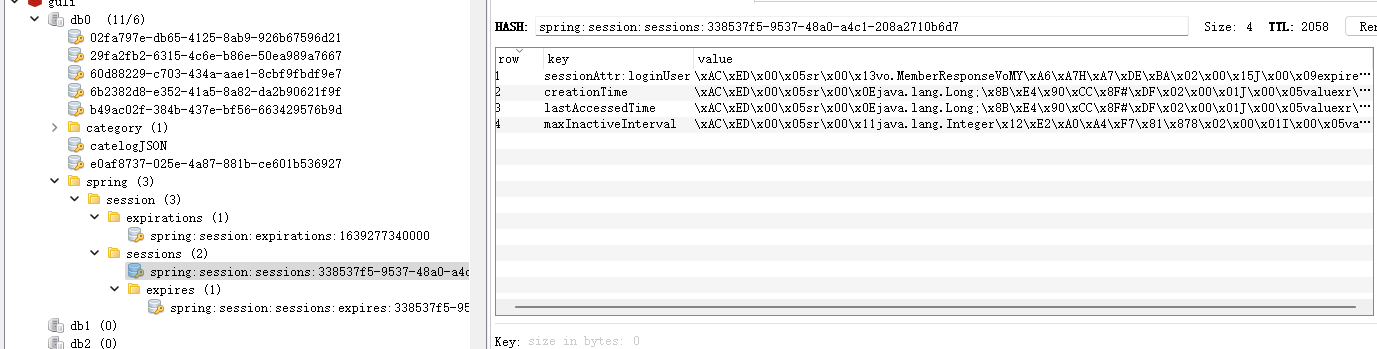 guli
db0 (11/6)
02fa797e-db65-4125-8ab9-926b67596d21
29fa2fb2-6315-4c6e-b86e-50ea989a7667
60d88229-c703-434a-aae1-8cbf9fbdf9e7
6b2382d8-e352-41a5-8a82-da2b90621f9f
b49ac02f-384b-437e-bf56-663429576b9d
category (1)
catelogJSON
e0af8737-025e-4a87-881b-ce601b536927
spring (3)
session (3)
expirations (1)
spring:session:expirations:1639277340000
sessions (2)
spring:session:sessions:338537f5-9537-48a0-a4c
expires (1)
spring:session:sessions:expires:338537f5-95
db1 (0)
db2 (0)
HASH: spring:session:sessions:338537f5-9537-48a0-a4c1-208a2710b6d7 Size: 4 TTL: 2058 Ren
row key value
1 sessionAttr:loginUser \xAC\xED\x00\x05sr\x00\x13vo.MemberResponseVoMY\xA6\xA7H\xA7\xDE\xBA\x02\x00\x15J\x00\x09expire…
2 creationTime \xAC\xED\x00\x05sr\x00\x0Ejava.lang.Long;\x8B\xE4\x90\xCC\x8F#\xDF\x02\x00\x01J\x00\x05valuexr\…
3 lastAccessedTime \xAC\xED\x00\x05sr\x00\x0Ejava.lang.Long;\x8B\xE4\x90\xCC\x8F#\xDF\x02\x00\x01J\x00\x05valuexr\…
4 maxInactiveInterval \xAC\xED\x00\x05sr\x00\x11java.lang.Integer\x12\xE2\xA0\xA4\xF7\x81\x878\x02\x00\x01I\x00\x05va…
Key: size in bytes: 0